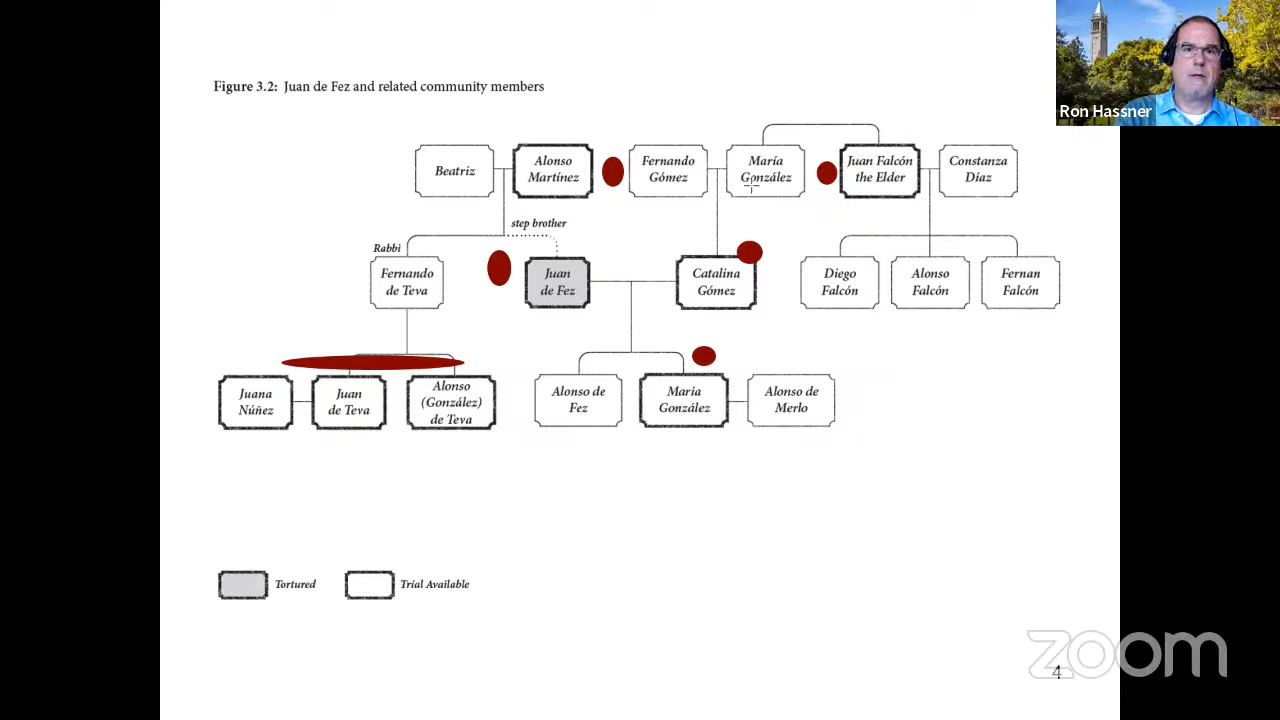 Ron Hassner
Figure 3.2: Juan de Fez and related community members
Beatriz
Alonso
Martínez
Fernando
Gómez
María
González
Juan Falcón
the Elder
Constanza
Díaz
step brother
Rabbi
Fernando
de Teva
Juan
de Fez
Catalina
Gómez
Diego
Falcón
Alonso
Falcón
Fernan
Falcón
Juana
Núñez
Juan
de Teva
Alonso
(González)
de Teva
Alonso de
Fez
María
González
Alonso de
Merlo
Tortured
Trial Available
zoom
4